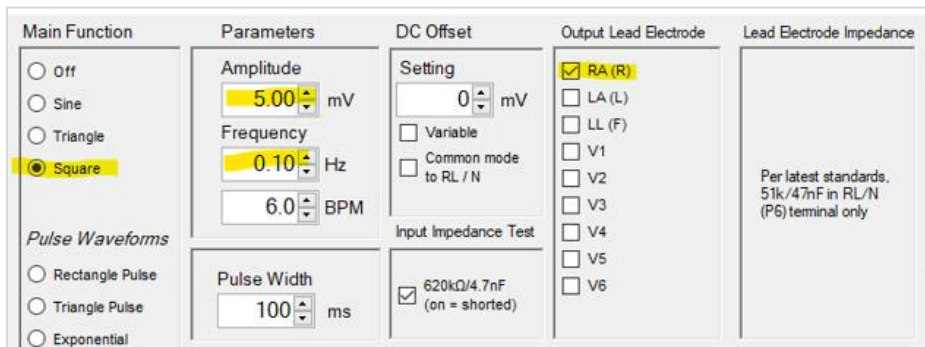 Main Function
Off
Sine
Triangle
Square
Pulse Waveforms
Rectangle Pulse
Triangle Pulse
Exponential
Parameters
Amplitude
5.00 mV
Frequency
0.10 Hz
6.0 BPM
Pulse Width
100 ms
DC Offset
Setting
0 mV
Variable
Common mode
to RL / N
Input Impedance Test
620kΩ/4.7nF
(on = shorted)
Output Lead Electrode
RA (R)
LA (L)
LL (F)
V1
V2
V3
V4
V5
V6
Lead Electrode Impedance
Per latest standards,
51k/47nF in RL/N
(P6) terminal only